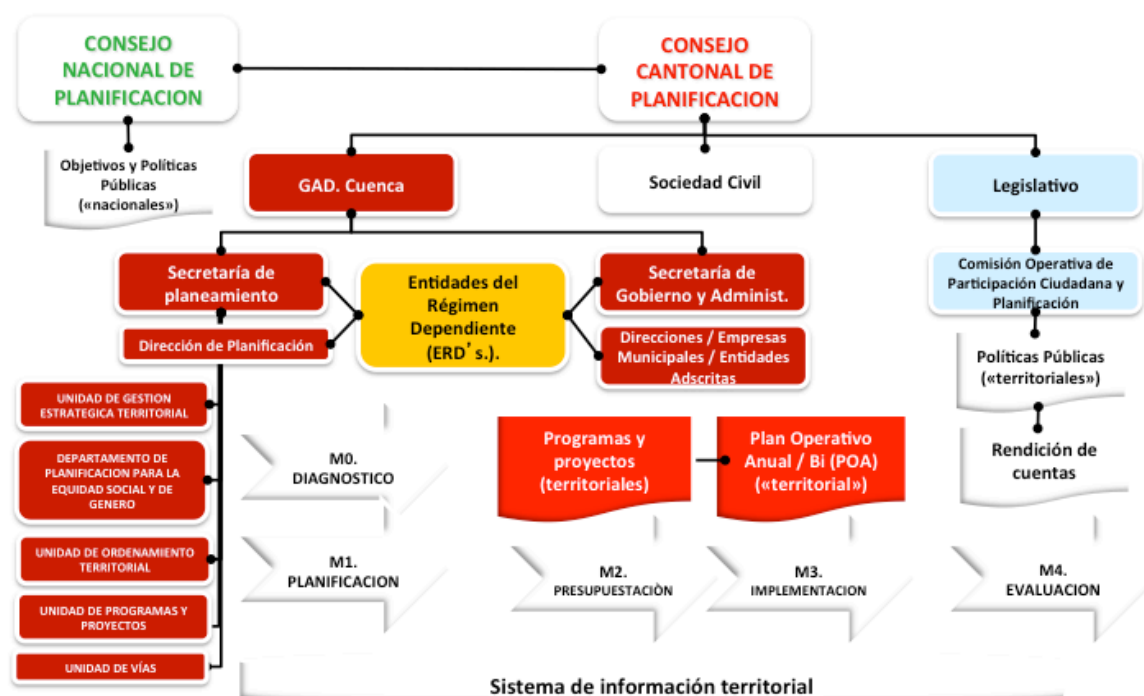 CONSEJO
NACIONAL DE
PLANIFICACION
CONSEJO
CANTONAL DE
PLANIFICACION
Objetivos y Políticas
Públicas
(«nacionales»)
GAD. Cuenca
Sociedad Civil
Legislativo
Secretaría de
planeamiento
Entidades del
Régimen
Dependiente
(ERD’s.).
Secretaría de
Gobierno y Administ.
Comisión Operativa de
Participación Ciudadana y
Planificación
Dirección de Planificación
Direcciones / Empresas
Municipales / Entidades
Adscritas
Políticas Públicas
(«territoriales»)
UNIDAD DE GESTION
ESTRATEGICA TERRITORIAL
DEPARTAMENTO DE
PLANIFICACION PARA LA
EQUIDAD SOCIAL Y DE
GENERO
M0.
DIAGNOSTICO
Programas y
proyectos
(territoriales)
Plan Operativo
Anual / Bi (POA)
(«territorial»)
Rendición de
cuentas
UNIDAD DE ORDENAMIENTO
TERRITORIAL
M1.
PLANIFICACION
M2.
PRESUPUESTACIÒN
M3.
IMPLEMENTACION
M4.
EVALUACION
UNIDAD DE PROGRAMAS Y
PROYECTOS
UNIDAD DE VÍAS
Sistema de información territorial